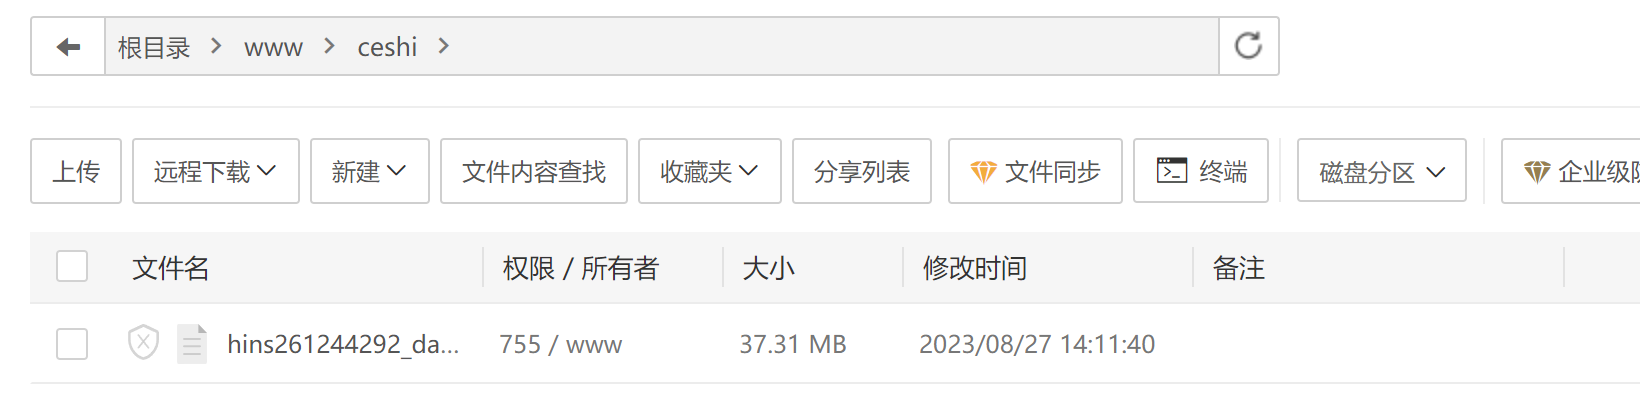 根目录 > www > ceshi >
上传 远程下载 新建 文件内容查找 收藏夹 分享列表 文件同步 终端 磁盘分区 企业级
文件名 权限 / 所有者 大小 修改时间 备注
hins261244292_da... 755 / www 37.31 MB 2023/08/27 14:11:40